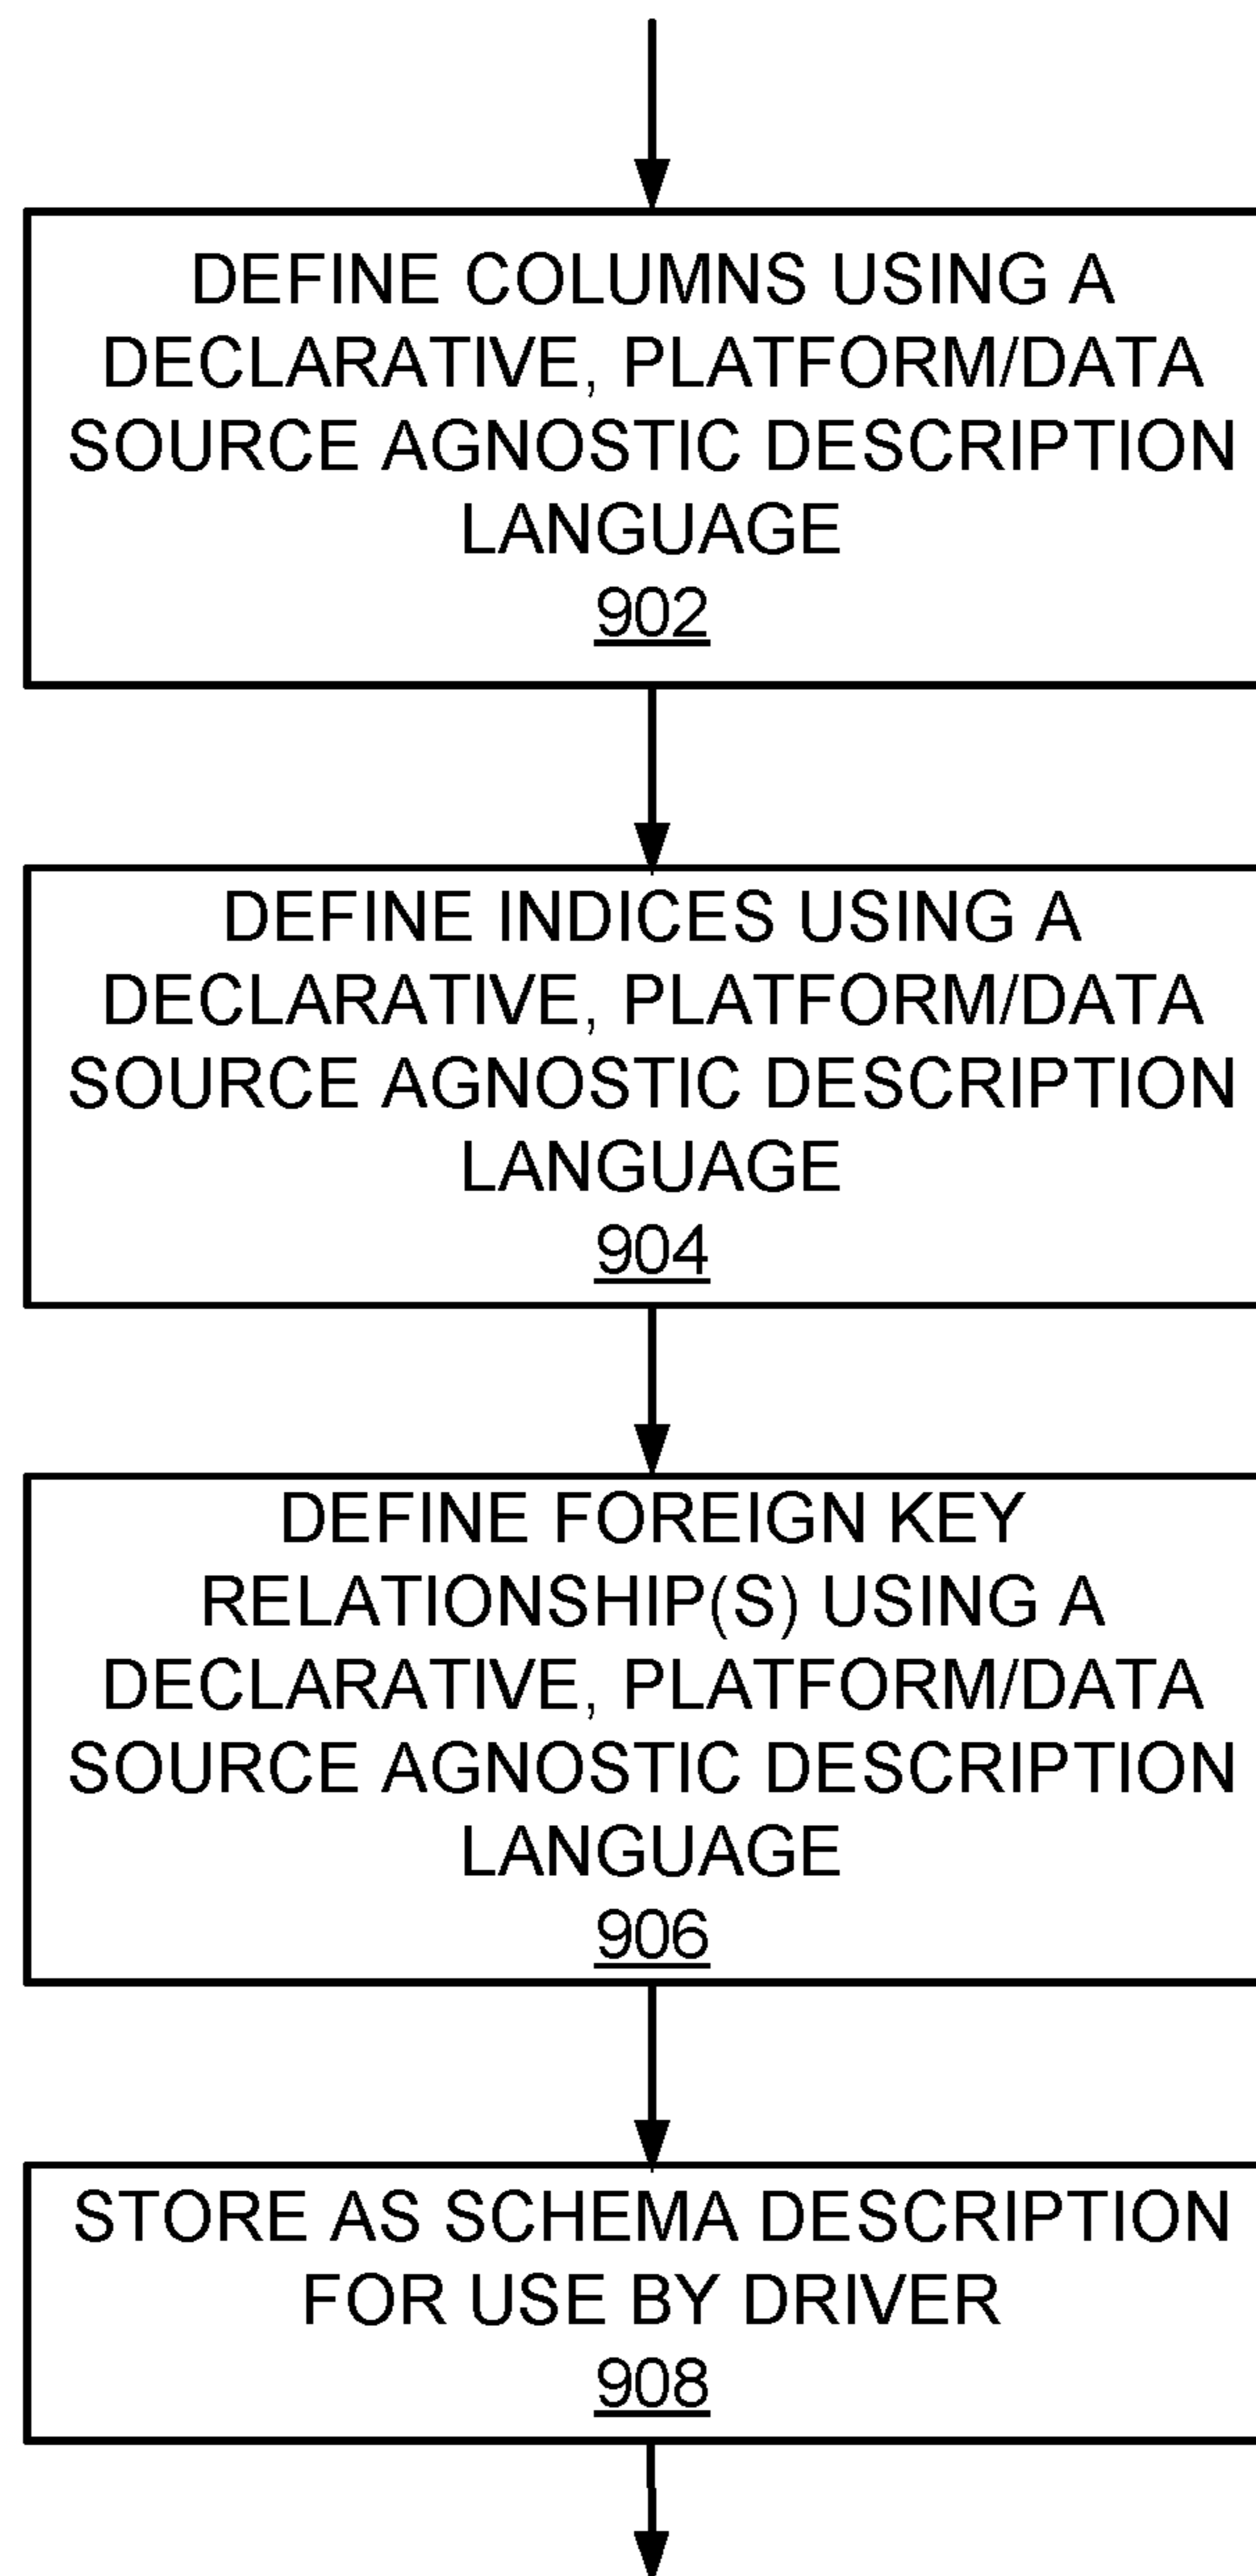 DEFINE COLUMNS USING A
DECLARATIVE, PLATFORM/DATA
SOURCE AGNOSTIC DESCRIPTION
LANGUAGE
902
DEFINE INDICES USING A
DECLARATIVE, PLATFORM/DATA
SOURCE AGNOSTIC DESCRIPTION
LANGUAGE
904
DEFINE FOREIGN KEY
RELATIONSHIP(S) USING A
DECLARATIVE, PLATFORM/DATA
SOURCE AGNOSTIC DESCRIPTION
LANGUAGE
906
STORE AS SCHEMA DESCRIPTION
FOR USE BY DRIVER
908